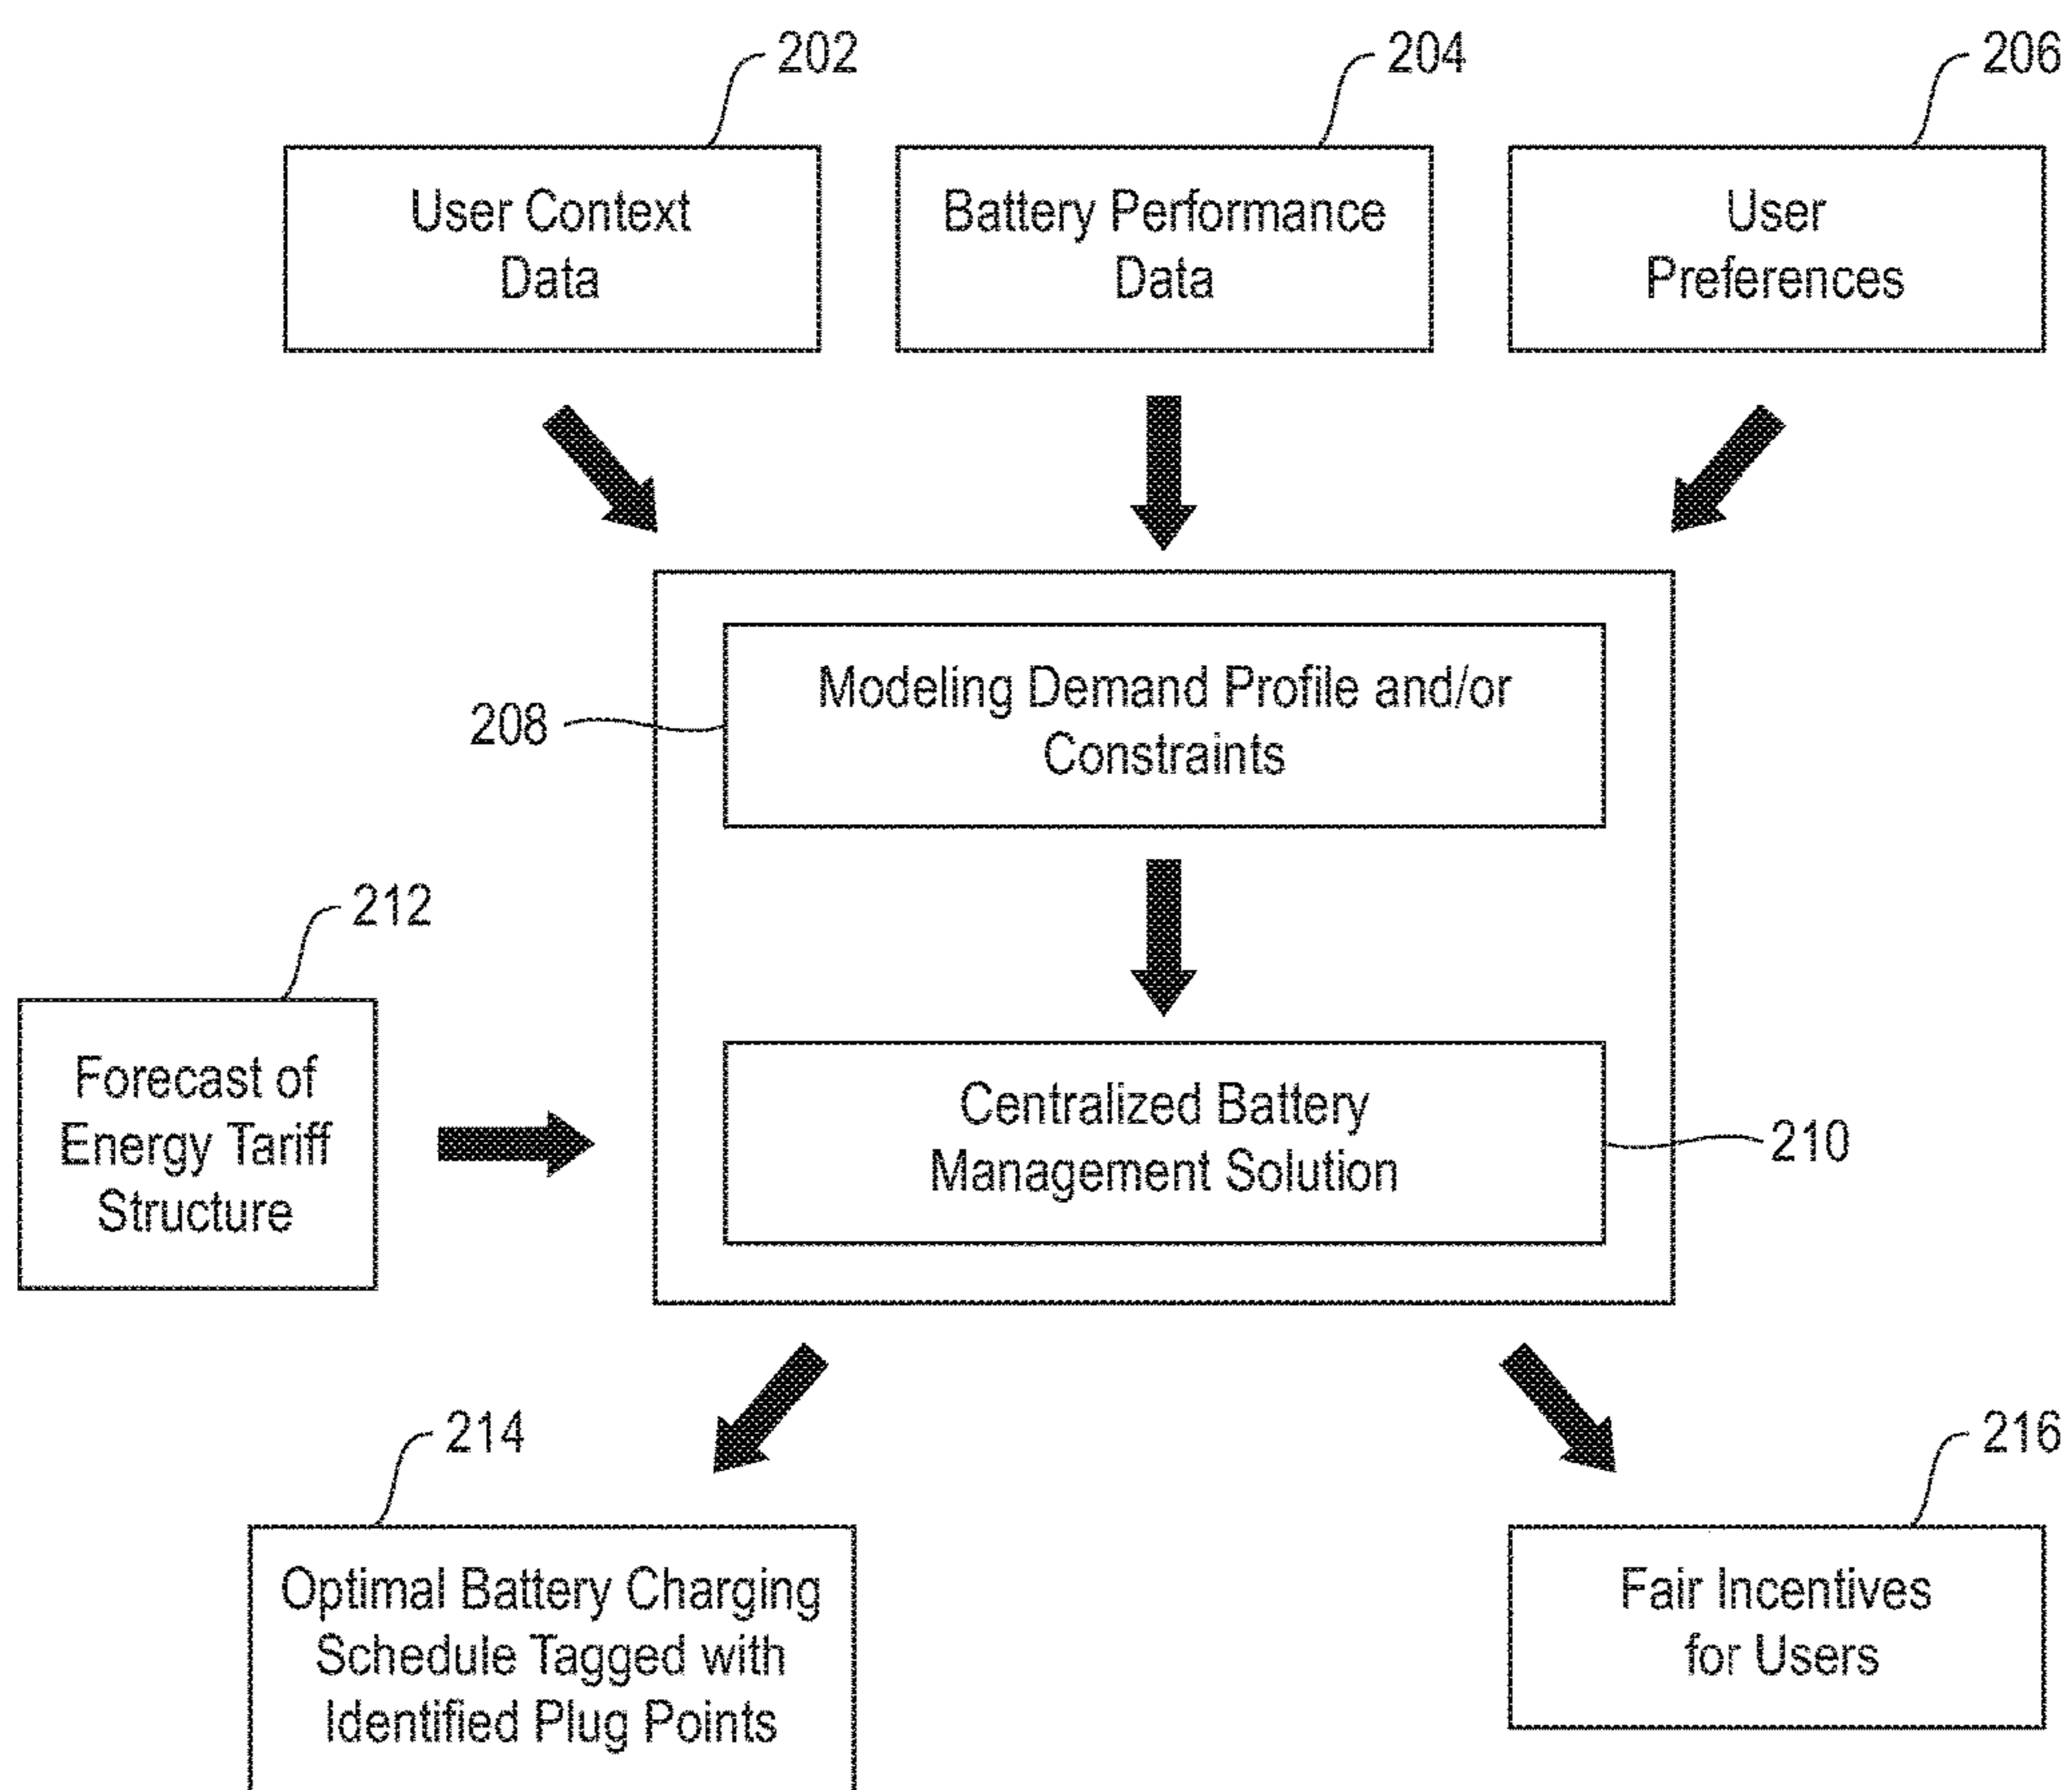 202
204
206
User Context
Data
Battery Performance
Data
User
Preferences
208
Modeling Demand Profile and/or
Constraints
212
Forecast of
Energy Tariff
Structure
Centralized Battery
Management Solution
210
214
216
Optimal Battery Charging
Schedule Tagged with
Identified Plug Points
Fair Incentives
for Users